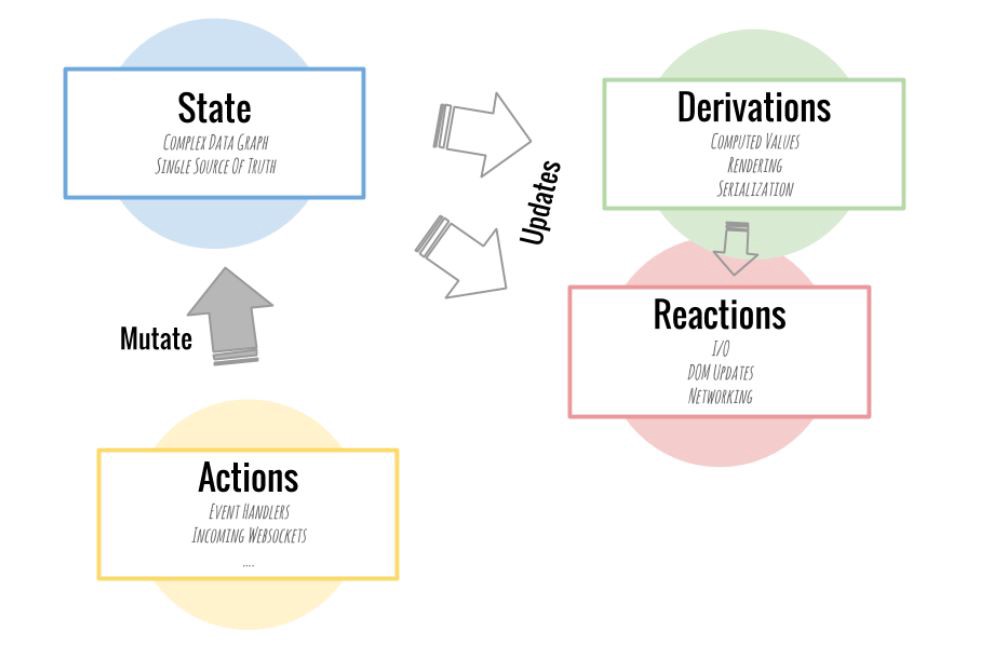 State
Complex Data Graph
Single Source Of Truth
Derivations
Computed Values
Rendering
Serialization
Updates
Mutate
Reactions
I/O
DOM Updates
Networking
Actions
Event Handlers
Incoming Websockets
....